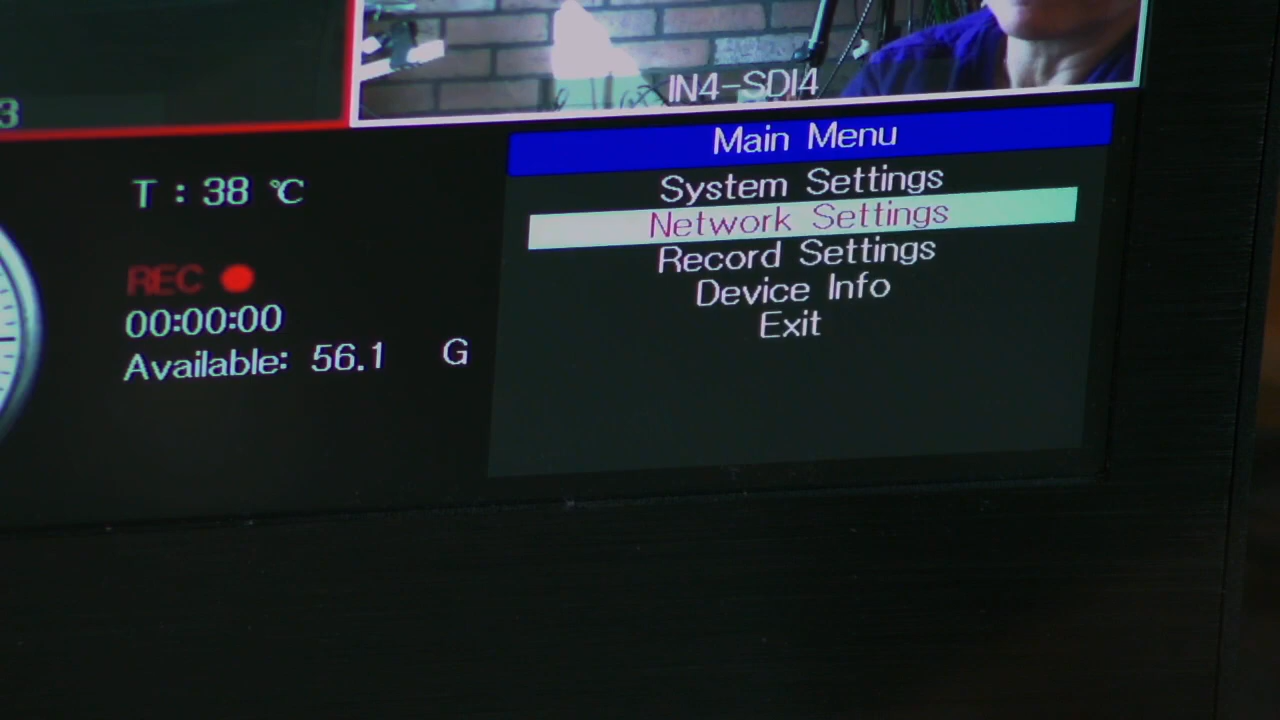 IN4-SDI4
3
Main Menu
T : 38 ℃
System Settings
Network Settings
Record Settings
REC
Device Info
00:00:00
Exit
Available: 56.1 G